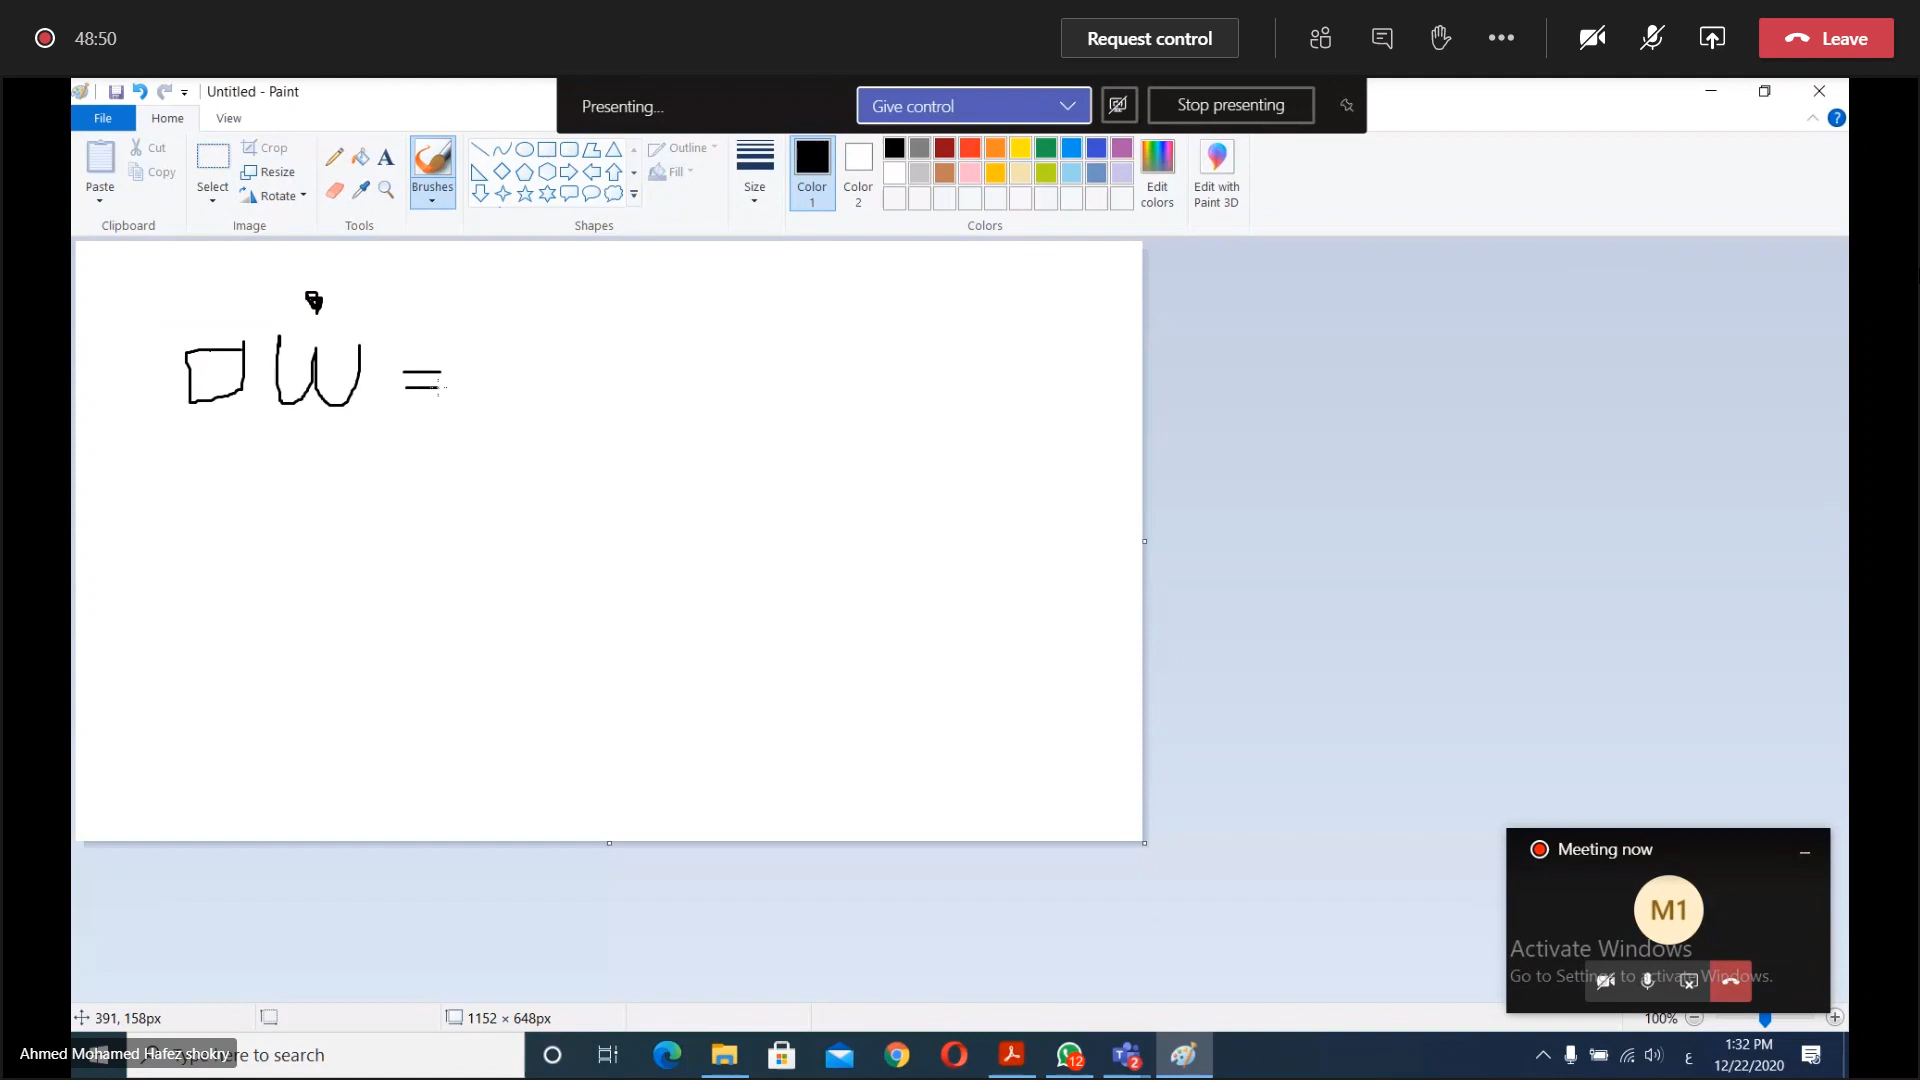 48:50
Request control
Leave
Untitled - Paint
Presenting...
Give control
Stop presenting
File Home View
Paste
Cut
Copy
Clipboard
Select
Crop
Resize
Rotate
Image
Tools
Brushes
Shapes
Outline
Fill
Size
Color 1
Color 2
Edit colors
Colors
Edit with Paint 3D
=
Meeting now
M1
Activate Windows
Go to Settings to activate Windows.
391, 158px
1152 × 648px
100%
Ahmed Mohamed Hafez shokry
here to search
12
2
ع
1:32 PM
12/22/2020